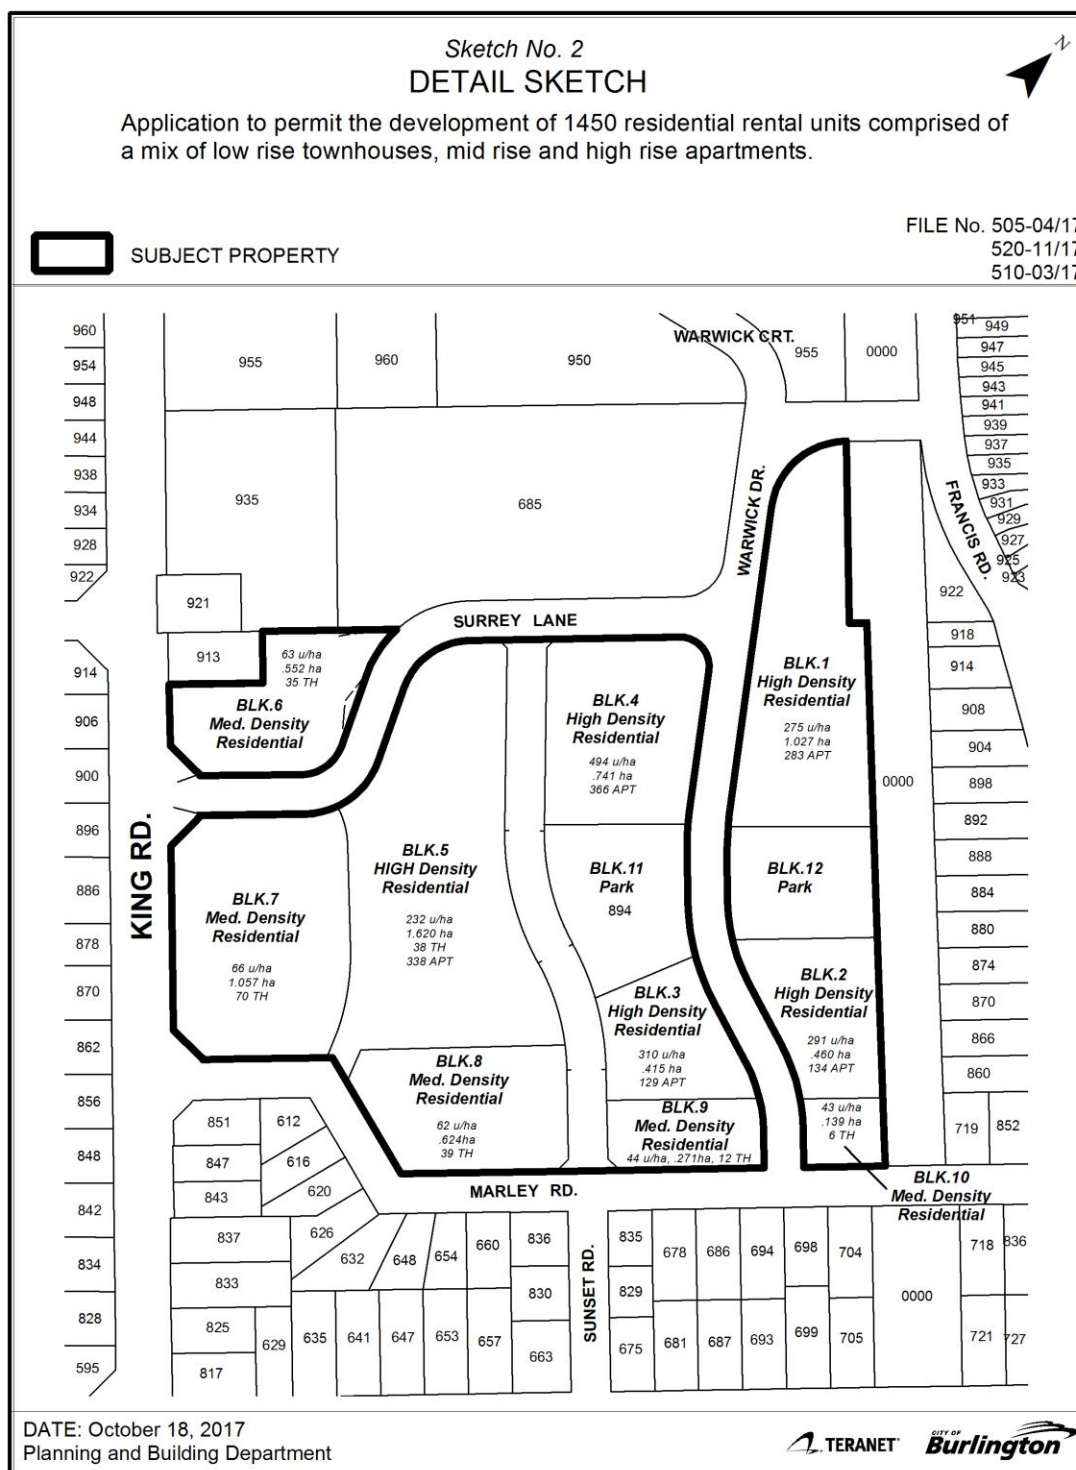 Sketch No. 2
DETAIL SKETCH
N
Application to permit the development of 1450 residential rental units comprised of
a mix of low rise townhouses, mid rise and high rise apartments.
SUBJECT PROPERTY
FILE No. 505-04/17
520-11/17
510-03/17
960
954
948
944
938
934
928
922
914
906
900
896
886
878
870
862
856
848
842
834
828
595
KING RD.
955
960
950
WARWICK CRT.
955
0000
951
949
947
945
943
941
939
937
935
933
931
929
927
925
923
FRANCIS RD.
935
685
WARWICK DR.
921
913
SURREY LANE
922
918
914
908
904
898
892
888
884
880
874
870
866
860
719
852
0000
63 u/ha
.552 ha
35 TH
BLK.6
Med. Density
Residential
BLK.4
High Density
Residential
494 u/ha
.741 ha
366 APT
BLK.1
High Density
Residential
275 u/ha
1.027 ha
283 APT
BLK.7
Med. Density
Residential
66 u/ha
1.057 ha
70 TH
BLK.5
HIGH Density
Residential
232 u/ha
1.620 ha
38 TH
338 APT
BLK.11
Park
894
BLK.12
Park
BLK.3
High Density
Residential
310 u/ha
.415 ha
129 APT
BLK.2
High Density
Residential
291 u/ha
.460 ha
134 APT
BLK.8
Med. Density
Residential
62 u/ha
.624ha
39 TH
BLK.9
Med. Density
Residential
44 u/ha, .271ha, 12 TH
43 u/ha
.139 ha
6 TH
BLK.10
Med. Density
Residential
MARLEY RD.
SUNSET RD.
851
847
843
837
833
825
817
612
616
620
626
632
648
654
660
836
830
663
629
635
641
647
653
657
835
829
675
678
686
694
698
704
681
687
693
699
705
0000
718
836
721
727
DATE: October 18, 2017
Planning and Building Department
TERANET
CITY OF
Burlington